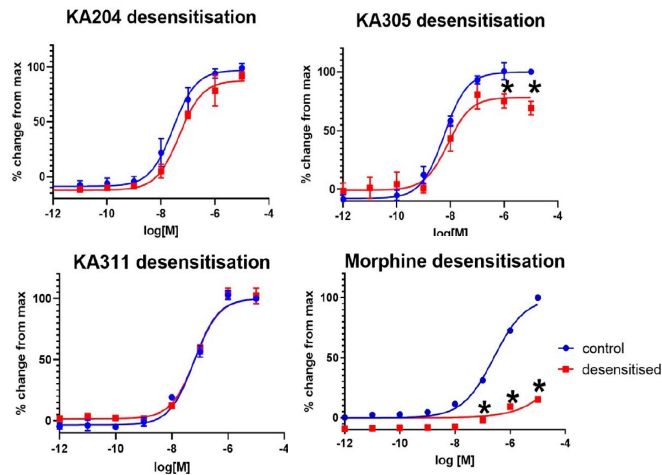 KA204 desensitisation
% change from max
100
50
0
-12 -10 -8 -6 -4
log[M]
KA305 desensitisation
% change from max
100
50
0
* *
-12 -10 -8 -6 -4
log[M]
KA311 desensitisation
% change from max
100
50
0
-12 -10 -8 -6 -4
log[M]
Morphine desensitisation
% change from max
100
50
0
* * *
-12 -10 -8 -6 -4
log [M]
control
desensitised